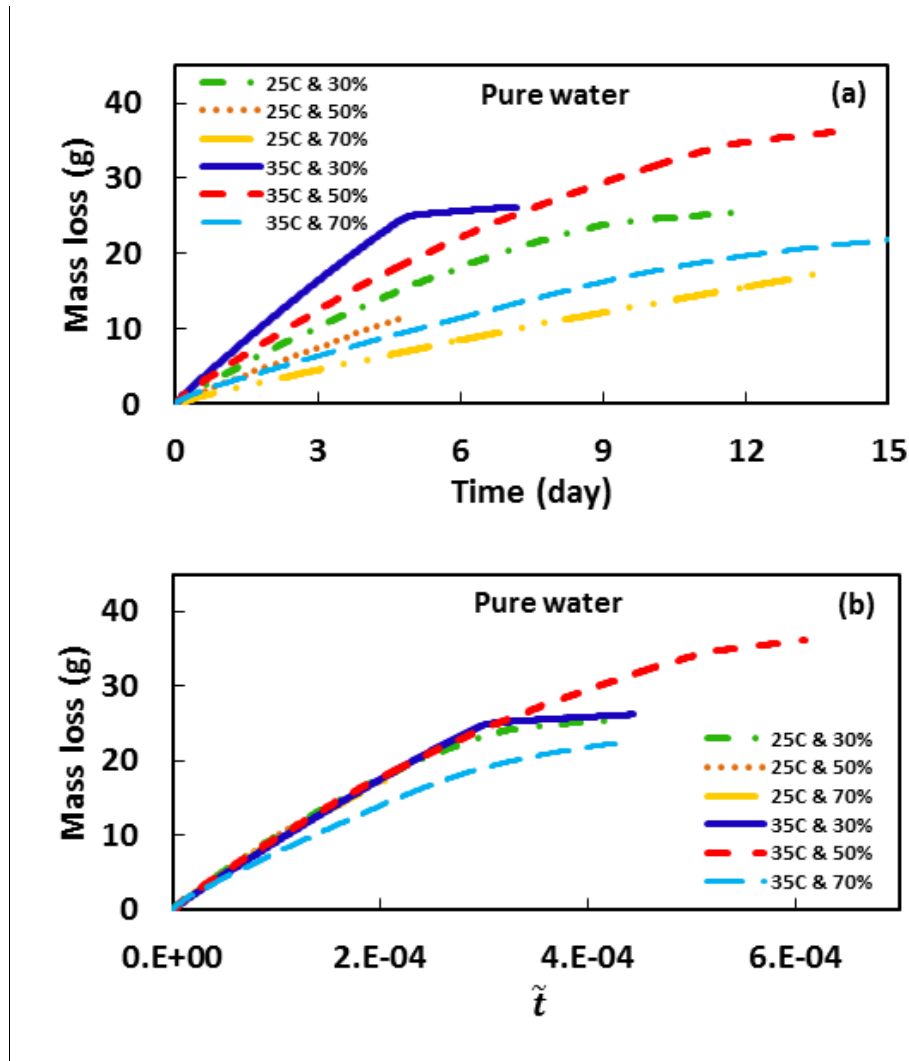 Pure water
(a)
25C & 30%
25C & 50%
25C & 70%
35C & 30%
35C & 50%
35C & 70%
Mass loss (g)
40
30
20
10
0
0 3 6 9 12 15
Time (day)
Pure water
(b)
Mass loss (g)
40
30
20
10
0
25C & 30%
25C & 50%
25C & 70%
35C & 30%
35C & 50%
35C & 70%
0.E+00 2.E-04 4.E-04 6.E-04
t̃